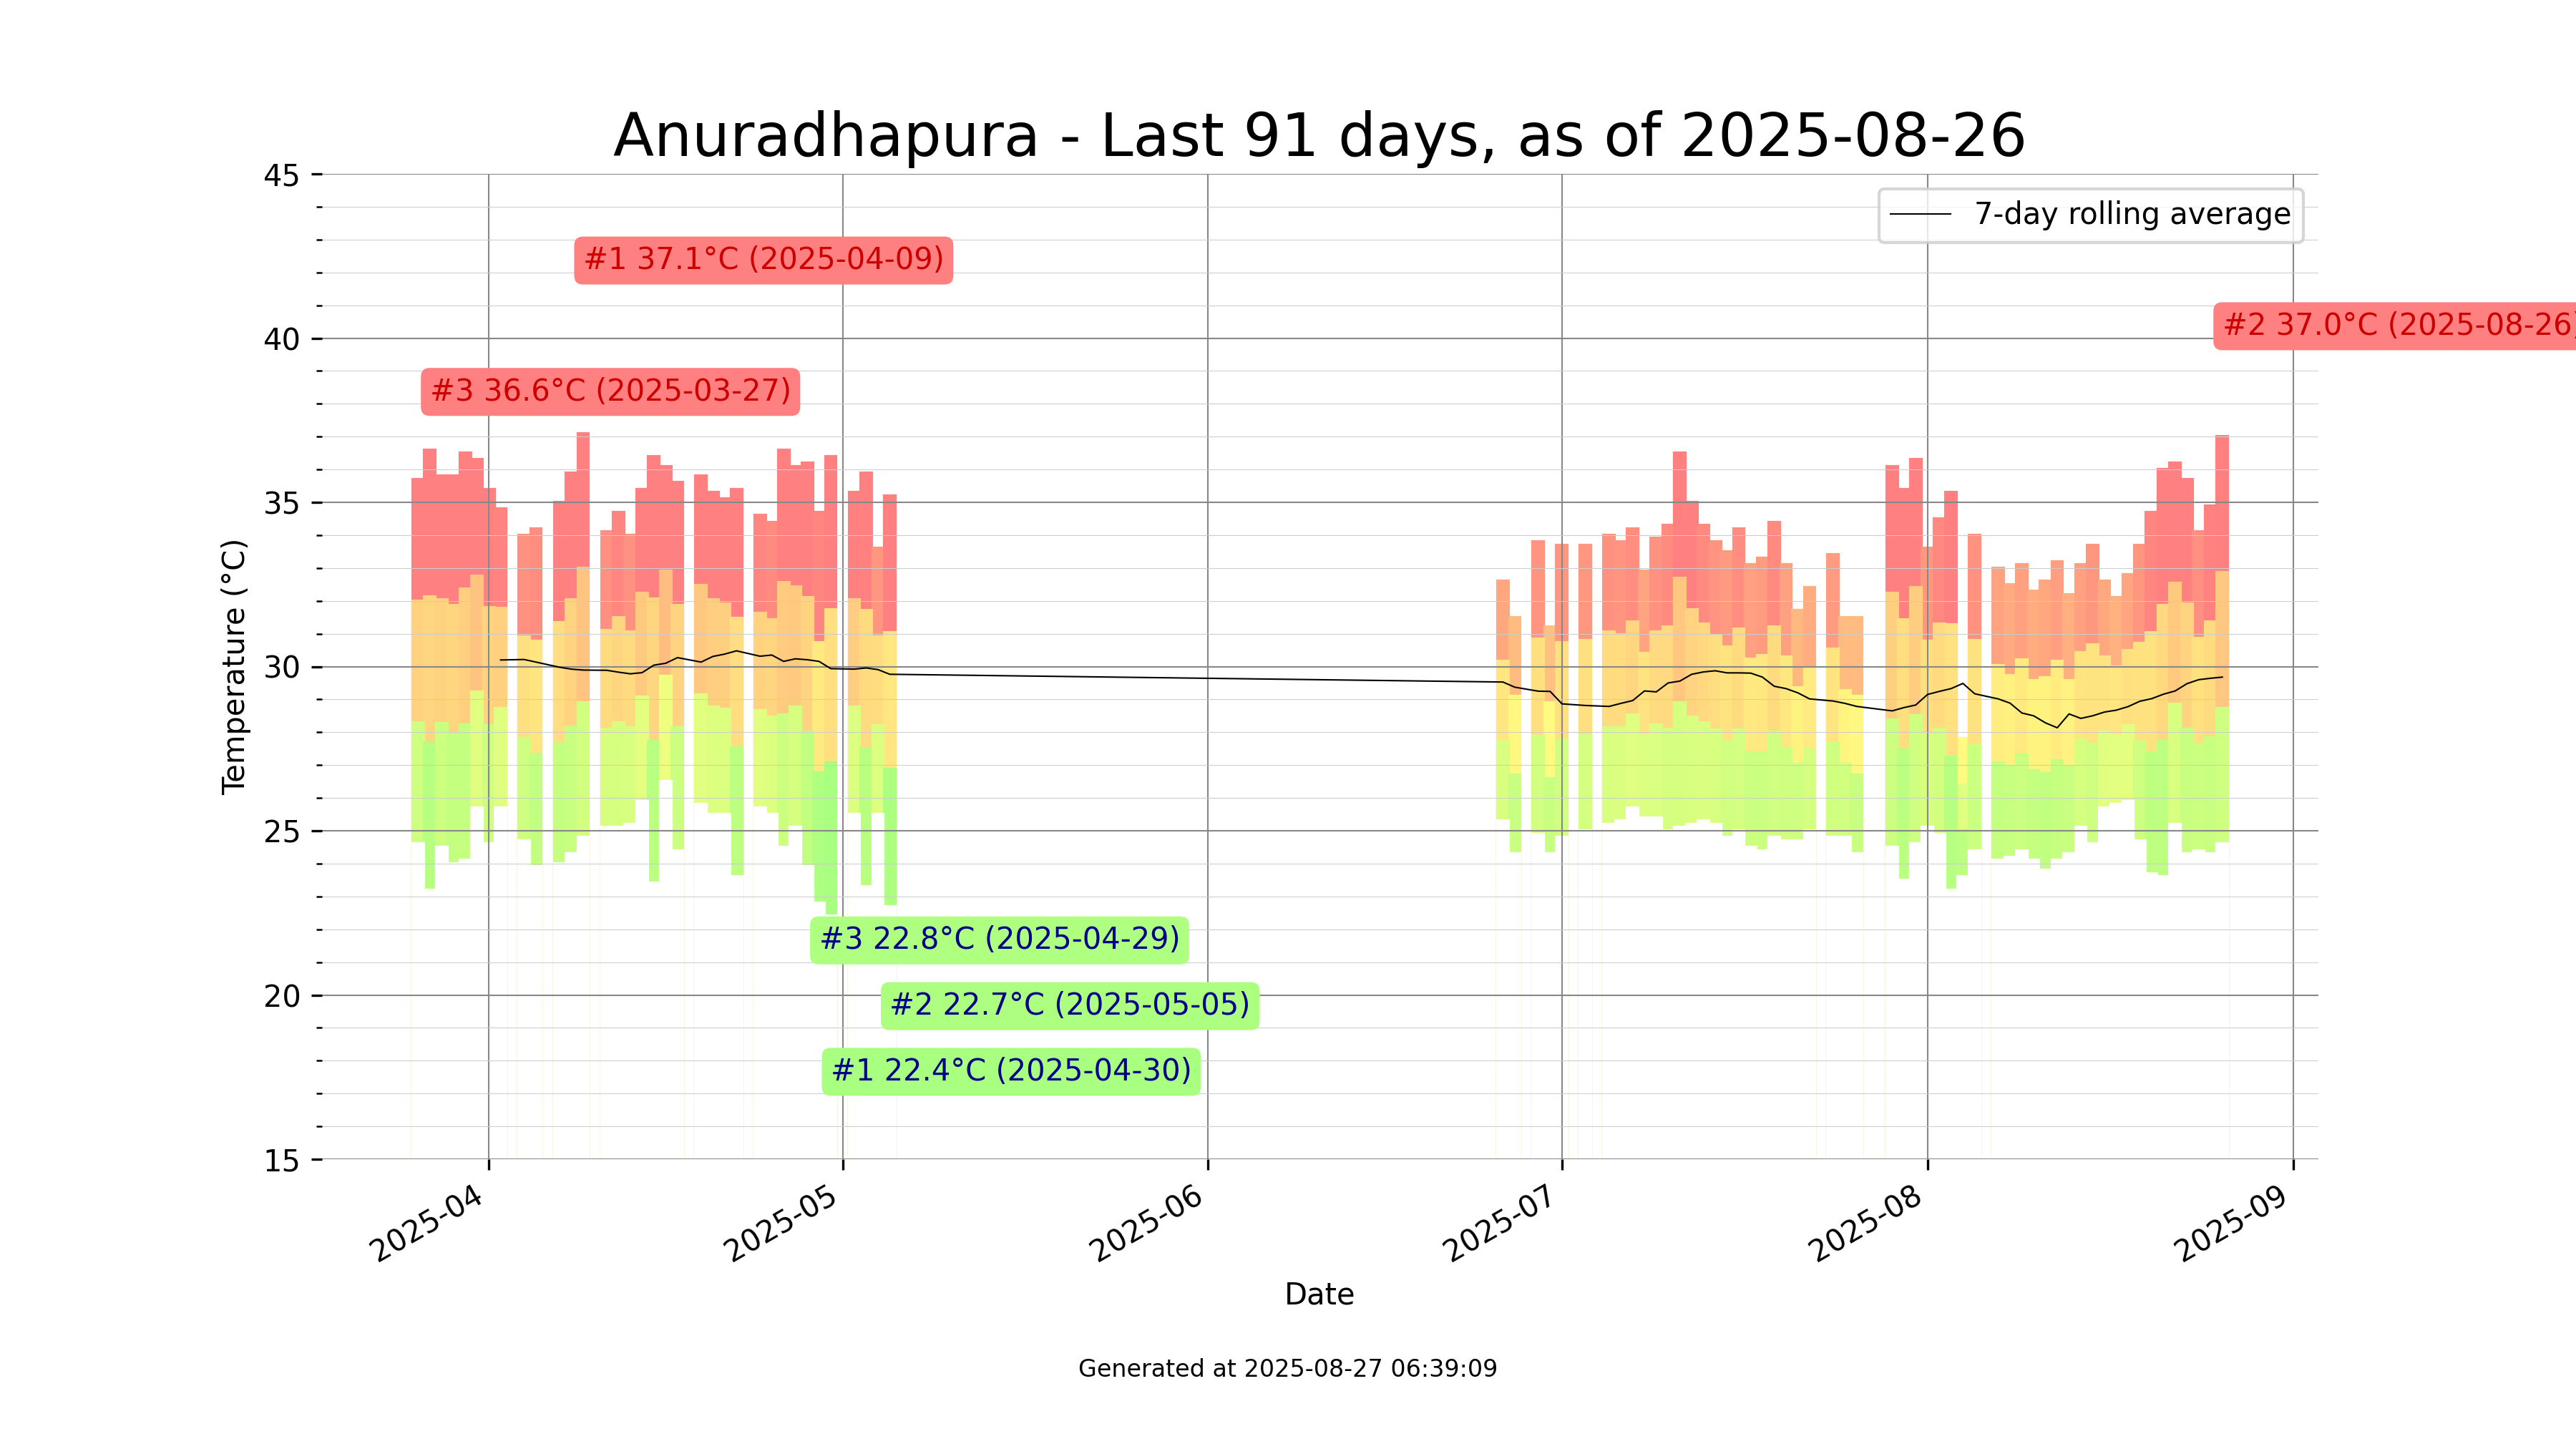 Anuradhapura - Last 91 days, as of 2025-08-26
45
40
35
30
25
20
15
Temperature (°C)
7-day rolling average
#1 37.1°C (2025-04-09)
#2 37.0°C (2025-08-26)
#3 36.6°C (2025-03-27)
#3 22.8°C (2025-04-29)
#2 22.7°C (2025-05-05)
#1 22.4°C (2025-04-30)
2025-04
2025-05
2025-06
2025-07
2025-08
2025-09
Date
Generated at 2025-08-27 06:39:09